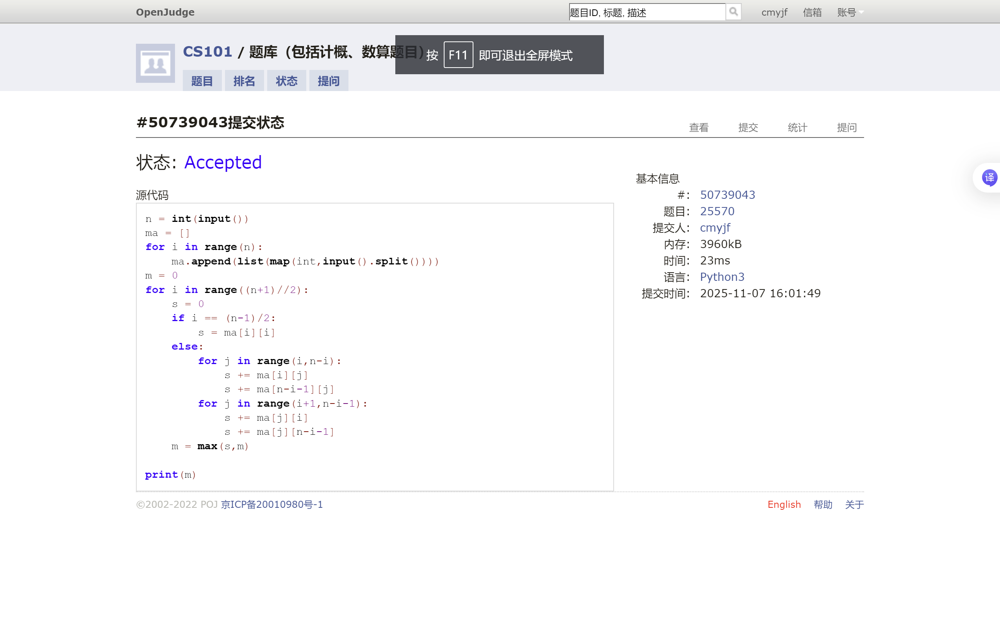 OpenJudge
题目ID, 标题, 描述
cmyjf 信箱 账号
CS101 / 题库（包括计概、数算题目）
按 F11 即可退出全屏模式
题目 排名 状态 提问
#50739043提交状态
查看 提交 统计 提问
状态: Accepted
译
基本信息
#: 50739043
题目: 25570
提交人: cmyjf
内存: 3960kB
时间: 23ms
语言: Python3
提交时间: 2025-11-07 16:01:49
源代码
n = int(input())
ma = []
for i in range(n):
    ma.append(list(map(int,input().split())))
m = 0
for i in range((n+1)//2):
    s = 0
    if i == (n-1)/2:
        s = ma[i][i]
    else:
        for j in range(i,n-i):
            s += ma[i][j]
            s += ma[n-i-1][j]
        for j in range(i+1,n-i-1):
            s += ma[j][i]
            s += ma[j][n-i-1]
    m = max(s,m)
print(m)
©2002-2022 POJ 京ICP备20010980号-1
English 帮助 关于